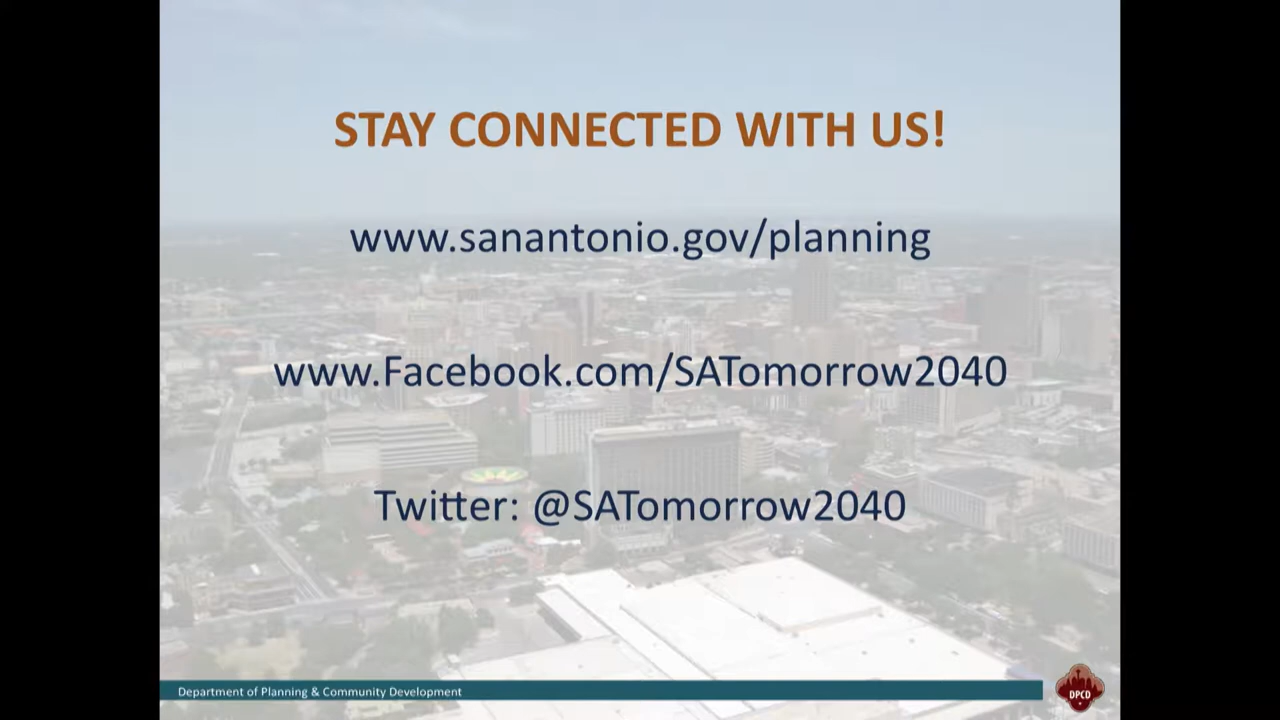 STAY CONNECTED WITH US!
www.sanantonio.gov/planning
www.Facebook.com/SATomorrow2040
Twitter: @SATomorrow2040
Department of Planning & Community Development
DPCD